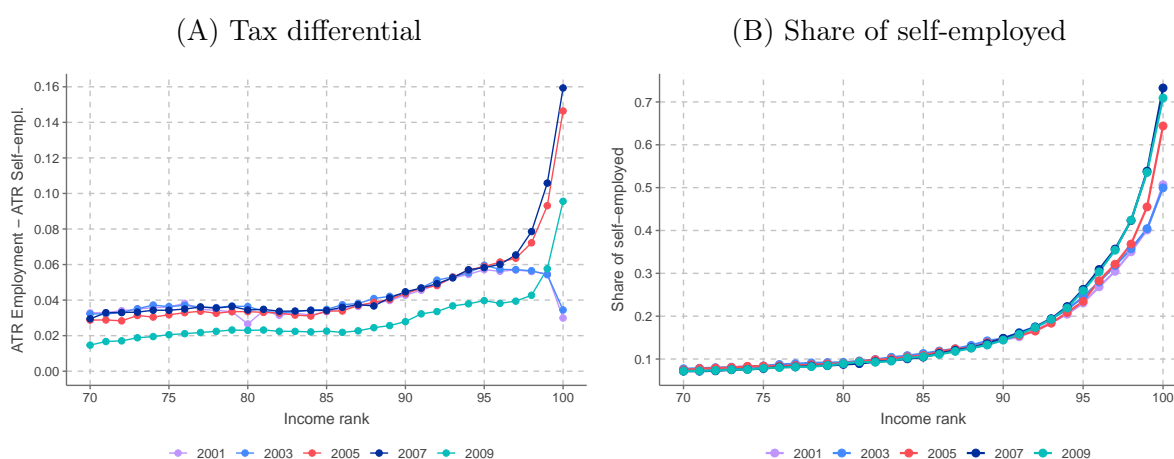 (A) Tax differential
ATR Employment − ATR Self−empl.
0.16
0.14
0.12
0.10
0.08
0.06
0.04
0.02
0.00
70 75 80 85 90 95 100
Income rank
2001 2003 2005 2007 2009
(B) Share of self-employed
Share of self−employed
0.7
0.6
0.5
0.4
0.3
0.2
0.1
70 75 80 85 90 95 100
Income rank
2001 2003 2005 2007 2009